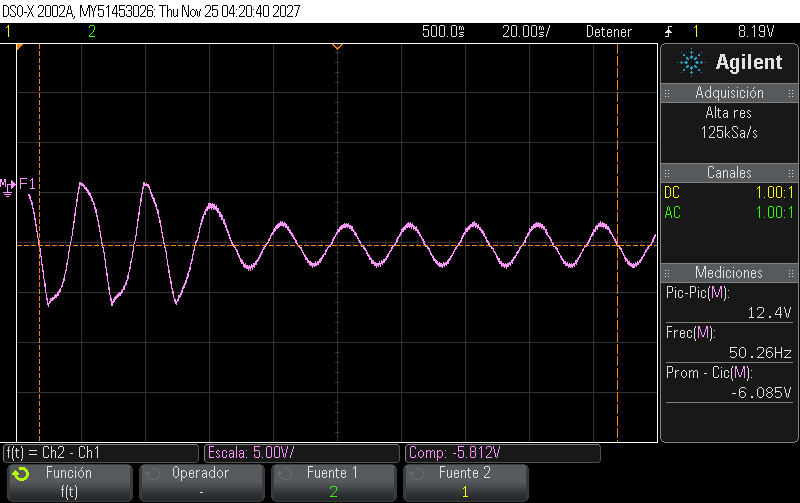 DSO-X 2002A, MY51453026: Thu Nov 25 04:20:40 2027
1 2 500.0s 20.00s/ Detener 1 8.19V
Agilent
Adquisición
Alta res
125kSa/s
Canales
DC 1.00:1
AC 1.00:1
Mediciones
Pic-Pic(M):
12.4V
Frec(M):
50.26Hz
Prom - Cic(M):
-6.085V
M F1
f(t) = Ch2 - Ch1 Escala: 5.00V/ Comp: -5.812V
Función Operador Fuente 1 Fuente 2
f(t) - 2 1